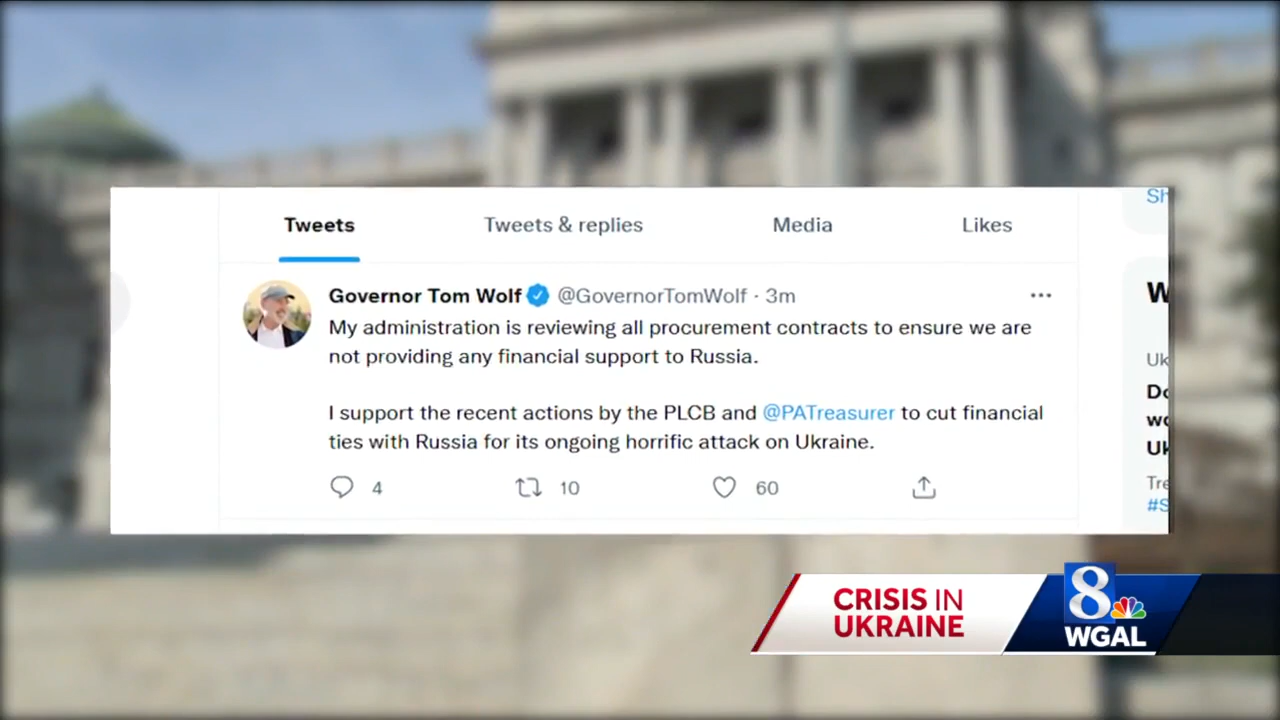 Tweets
Tweets & replies
Media
Likes
Governor Tom Wolf @GovernorTomWolf · 3m
My administration is reviewing all procurement contracts to ensure we are
not providing any financial support to Russia.
I support the recent actions by the PLCB and @PATreasurer to cut financial
ties with Russia for its ongoing horrific attack on Ukraine.
4
10
60
CRISIS IN
UKRAINE
8
WGAL